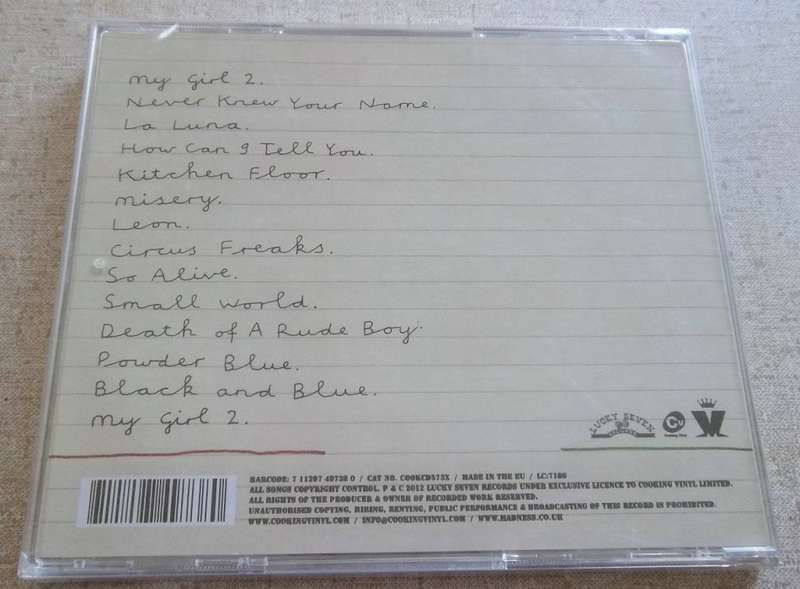 My Girl 2.
Never Knew Your Name.
La Luna.
How Can I Tell You.
Kitchen Floor.
Misery.
Leon.
Circus Freaks.
So Alive.
Small World.
Death of A Rude Boy.
Powder Blue.
Black and Blue.
My Girl 2.
LUCKY SEVEN
BARCODE: 7 11297 49738 0 / CAT NO. COOKCD573X / MADE IN THE EU / LC:7180
ALL SONGS COPYRIGHT CONTROL. P & C 2012 LUCKY SEVEN RECORDS UNDER EXCLUSIVE LICENCE TO COOKING VINYL LIMITED.
ALL RIGHTS OF THE PRODUCER & OWNER OF RECORDED WORK RESERVED.
UNAUTHORISED COPYING, HIRING, RENTING, PUBLIC PERFORMANCE & BROADCASTING OF THIS RECORD IS PROHIBITED.
WWW.COOKINGVINYL.COM / INFO@COOKINGVINYL.COM / WWW.MADNESS.CO.UK